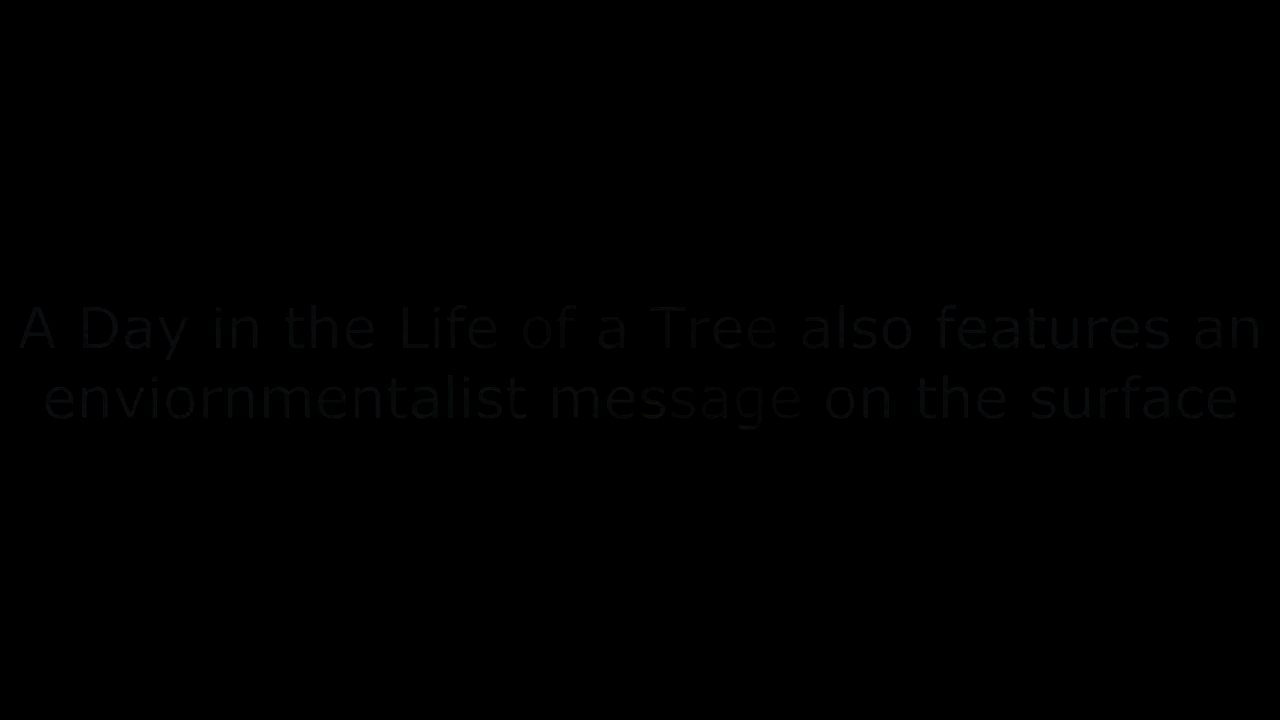 A Day in the Life of a Tree also features an
enviornmentalist message on the surface